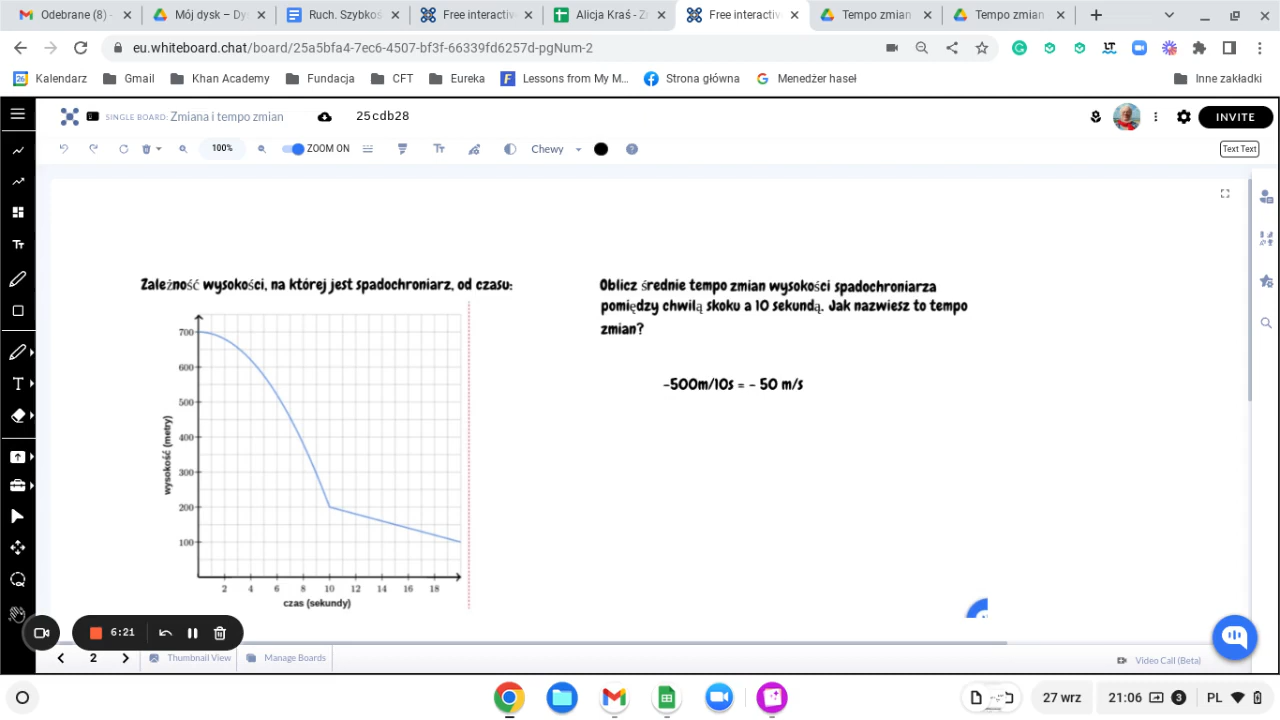 Odebrane (8) -
Mój dysk – Dy
Ruch. Szybkoś
Free interactiv
Alicja Kraś - Z
Free interactiv
Tempo zmian
Tempo zmian
eu.whiteboard.chat/board/25a5bfa4-7ec6-4507-bf3f-66339fd6257d-pgNum-2
Kalendarz
Gmail
Khan Academy
Fundacja
CFT
Eureka
Lessons from My M...
Strona główna
Menedżer haseł
Inne zakładki
SINGLE BOARD: Zmiana i tempo zmian
25cdb28
INVITE
100%
ZOOM ON
Chewy
Text Text
Zależność wysokości, na której jest spadochroniarz, od czasu:
700
600
500
400
300
200
100
wysokość (metry)
2 4 6 8 10 12 14 16 18
czas (sekundy)
Oblicz średnie tempo zmian wysokości spadochroniarza
pomiędzy chwilą skoku a 10 sekundą. Jak nazwiesz to tempo
zmian?
-500m/10s = - 50 m/s
6:21
2
Thumbnail View
Manage Boards
Video Call (Beta)
27 wrz
21:06
3
PL